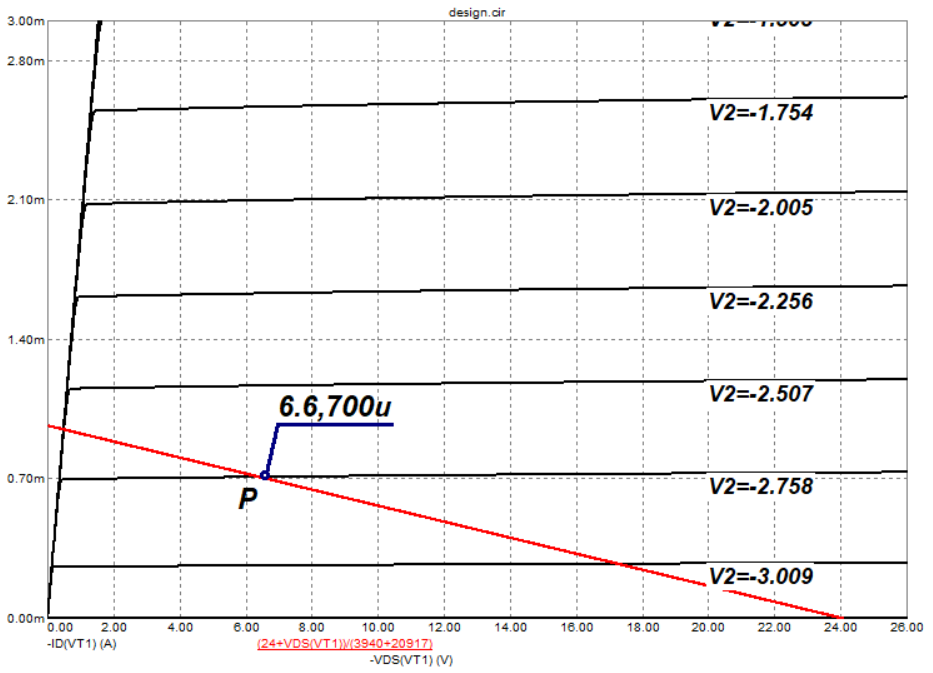 design.cir
3.00m
V2=-1.503
2.80m
V2=-1.754
2.10m
V2=-2.005
V2=-2.256
1.40m
V2=-2.507
6.6,700u
0.70m
P
V2=-2.758
V2=-3.009
0.00m
0.00 2.00 4.00 6.00 8.00 10.00 12.00 14.00 16.00 18.00 20.00 22.00 24.00 26.00
-ID(VT1) (A) (24+VDS(VT1))/(3940+20917)
-VDS(VT1) (V)